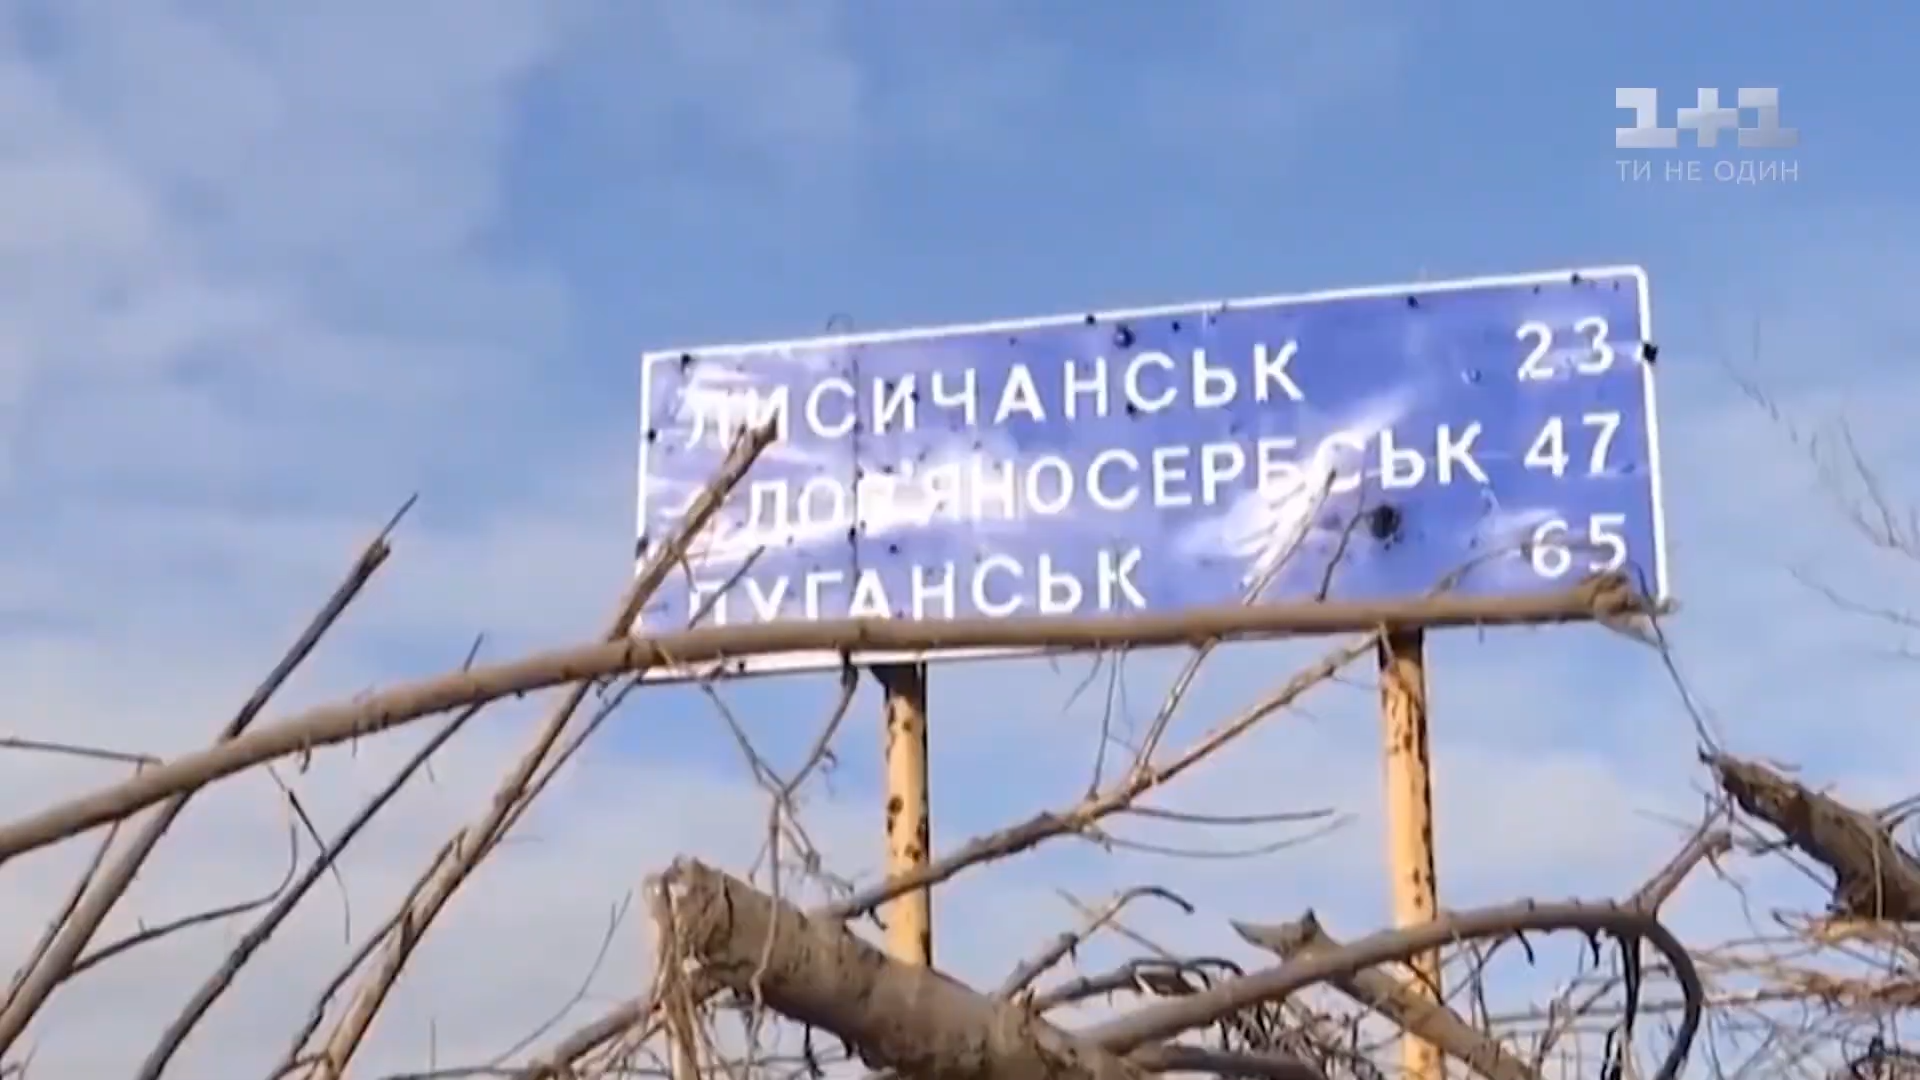 1+1
ТИ НЕ ОДИН
ЛИСИЧАНСЬК 23
СЛОВ'ЯНОСЕРБСЬК 47
ЛУГАНСЬК 65